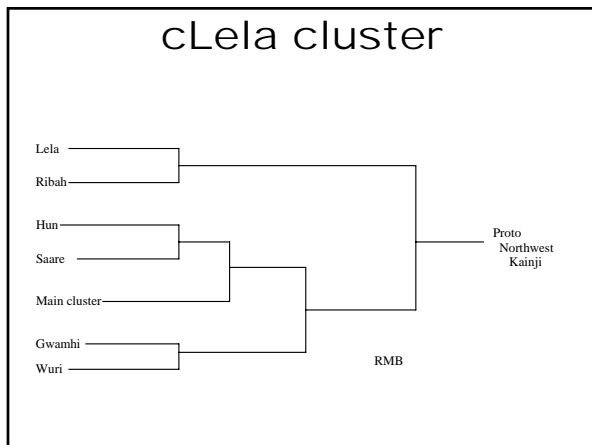 cLela cluster
Lela
Ribah
Hun
Saare
Main cluster
Gwamhi
Wuri
Proto
Northwest
Kainji
RMB